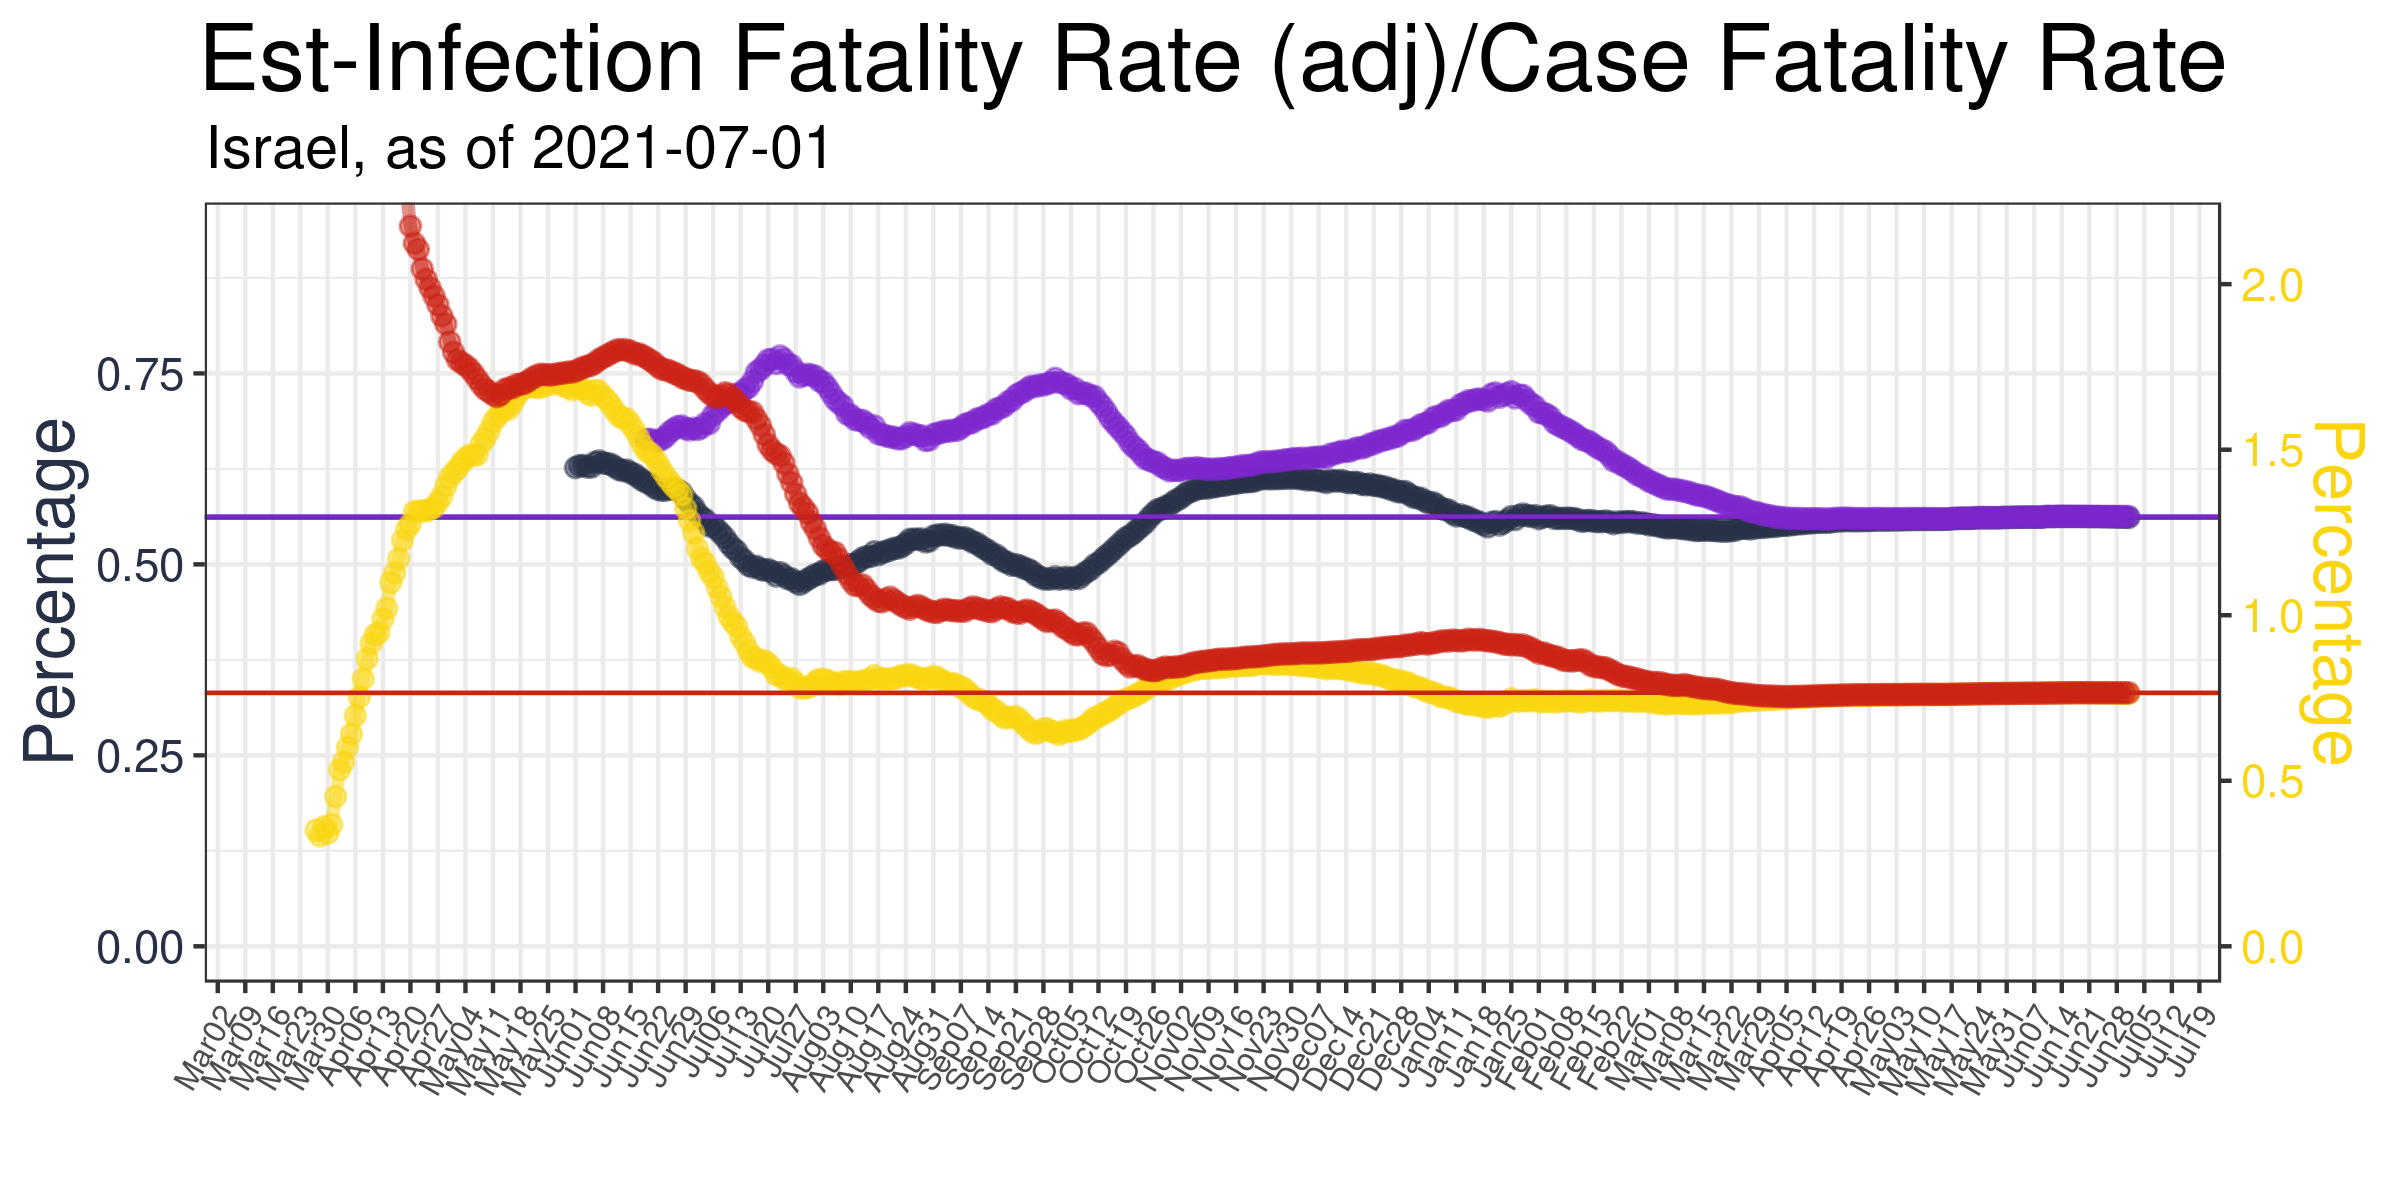 Est-Infection Fatality Rate (adj)/Case Fatality Rate
Israel, as of 2021-07-01
Percentage
0.75
0.50
0.25
0.00
2.0
1.5
1.0
0.5
0.0
Percentage
Mar02
Mar09
Mar16
Mar23
Mar30
Apr06
Apr13
Apr20
Apr27
May04
May11
May18
May25
Jun01
Jun08
Jun15
Jun22
Jun29
Jul06
Jul13
Jul20
Jul27
Aug03
Aug10
Aug17
Aug24
Aug31
Sep07
Sep14
Sep21
Sep28
Oct05
Oct12
Oct19
Oct26
Nov02
Nov09
Nov16
Nov23
Nov30
Dec07
Dec14
Dec21
Dec28
Jan04
Jan11
Jan18
Jan25
Feb01
Feb08
Feb15
Feb22
Mar01
Mar08
Mar15
Mar22
Mar29
Apr05
Apr12
Apr19
Apr26
May03
May10
May17
May24
May31
Jun07
Jun14
Jun21
Jun28
Jul05
Jul12
Jul19